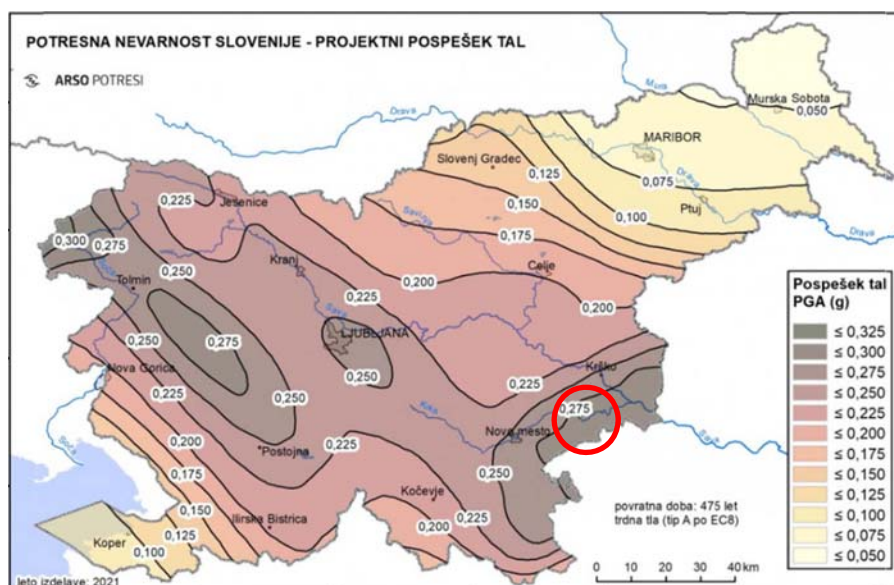 POTRESNA NEVARNOST SLOVENIJE - PROJEKTNI POSPEŠEK TAL
ARSO POTRESI
Mura
Murska Sobota
0,050
Drava
MARIBOR
Slovenj Gradec
0,125
Drava
0,075
0,225
Jesenice
0,150
Ptuj
0,100
Savinja
0,175
Drava
0,300
0,275
0,250
Kranj
Celje
Soča
Tolmin
0,225
0,200
0,200
Sava
0,275
LJUBLJANA
0,250
0,250
Nova Gorica
0,225
Krško
0,225
0,250
Krka
0,275
Soča
0,200
0,225
Novo mesto
Sava
Postojna
0,175
0,250
Kočevje
0,150
Ilirska Bistrica
0,200
0,225
0,125
Koper
0,100
Pospešek tal
PGA (g)
≤ 0,325
≤ 0,300
≤ 0,275
≤ 0,250
≤ 0,225
≤ 0,200
≤ 0,175
≤ 0,150
≤ 0,125
≤ 0,100
≤ 0,075
≤ 0,050
povratna doba: 475 let
trdna tla (tip A po EC8)
0 10 20 40 km
leto izdelave: 2021